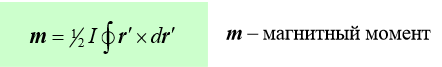 m = ½ I ∮ r′ × dr′ m – магнитный момент